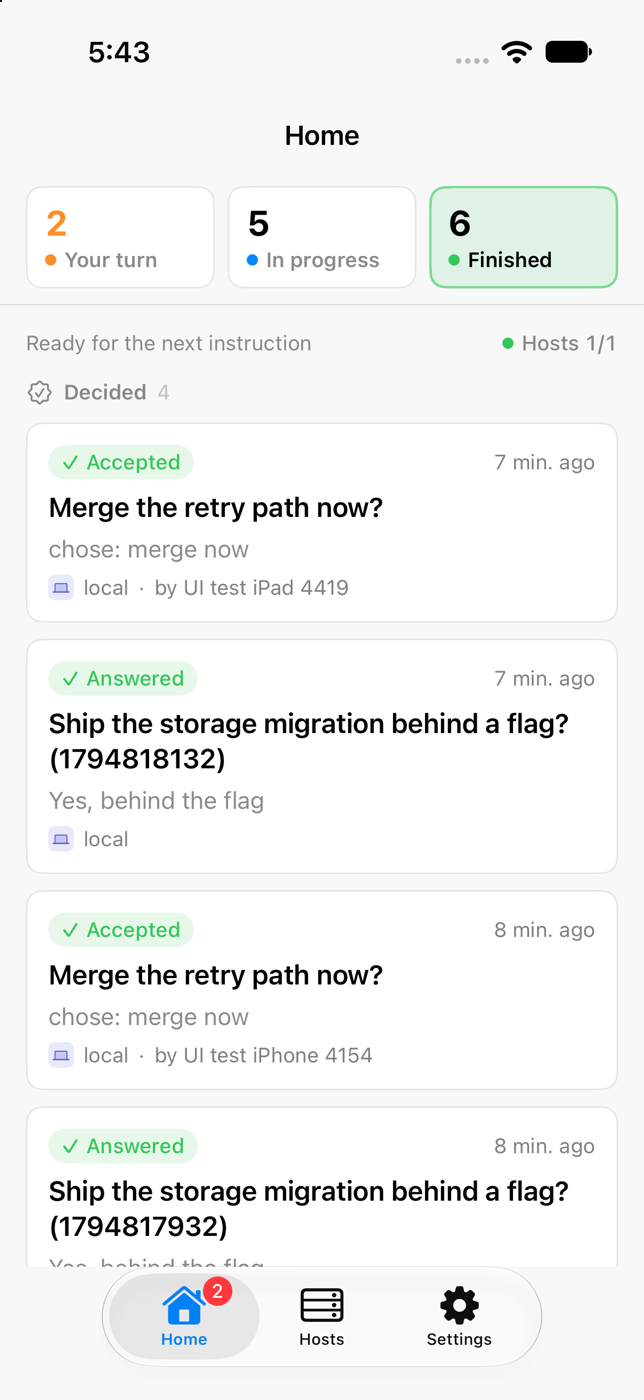 5:43
Home
2
Your turn
5
In progress
6
Finished
Ready for the next instruction
Hosts 1/1
Decided 4
Accepted
7 min. ago
Merge the retry path now?
chose: merge now
local · by UI test iPad 4419
Answered
7 min. ago
Ship the storage migration behind a flag?
(1794818132)
Yes, behind the flag
local
Accepted
8 min. ago
Merge the retry path now?
chose: merge now
local · by UI test iPhone 4154
Answered
8 min. ago
Ship the storage migration behind a flag?
(1794817932)
Yes, behind the flag
2
Home
Hosts
Settings